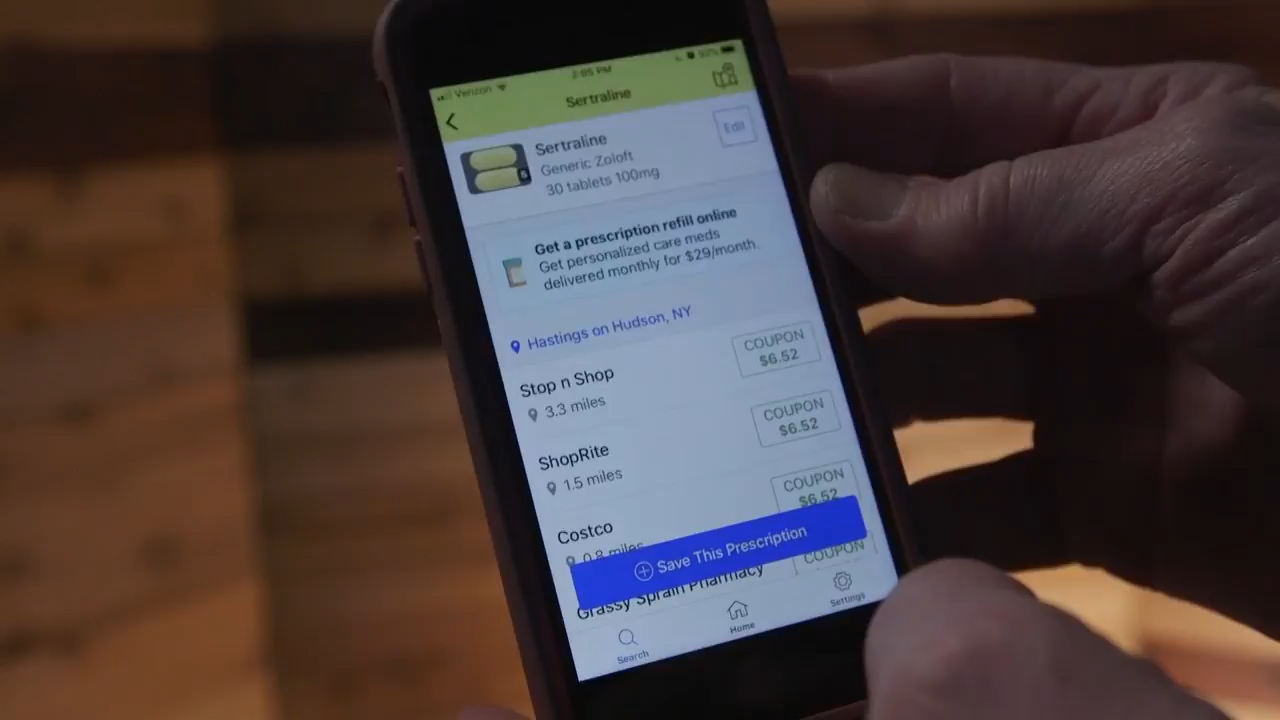 Verizon
2:05 PM
Sertraline
Sertraline
Edit
Generic Zoloft
30 tablets 100mg
Get a prescription refill online
Get personalized care meds
delivered monthly for $29/month.
Hastings on Hudson, NY
Stop n Shop
COUPON
$6.52
3.3 miles
ShopRite
COUPON
$6.52
1.5 miles
Costco
COUPON
$6.52
0.8 miles
Save This Prescription
Grassy Sprain Pharmacy
COUPON
Search
Home
Settings